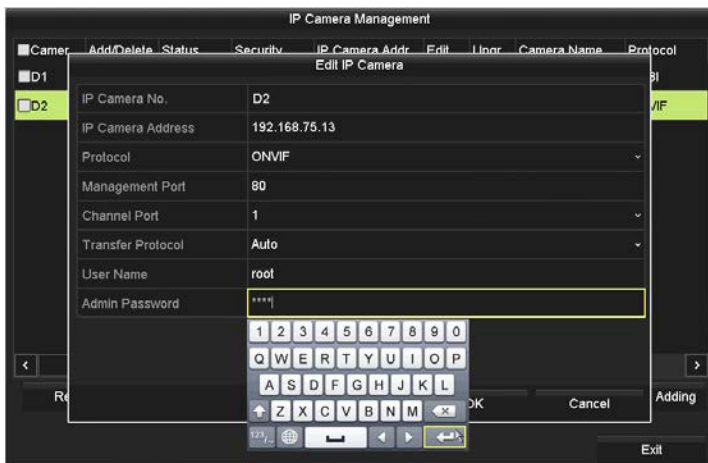 IP Camera Management
Camer Add/Delete Status Security IP Camera Addr Edit Upgr Camera Name Protocol
Edit IP Camera
D1
D2
IP Camera No. D2
IP Camera Address 192.168.75.13
Protocol ONVIF
Management Port 80
Channel Port 1
Transfer Protocol Auto
User Name root
Admin Password ****
1 2 3 4 5 6 7 8 9 0
Q W E R T Y U I O P
A S D F G H J K L
Z X C V B N M
123/
Cancel
Adding
Exit